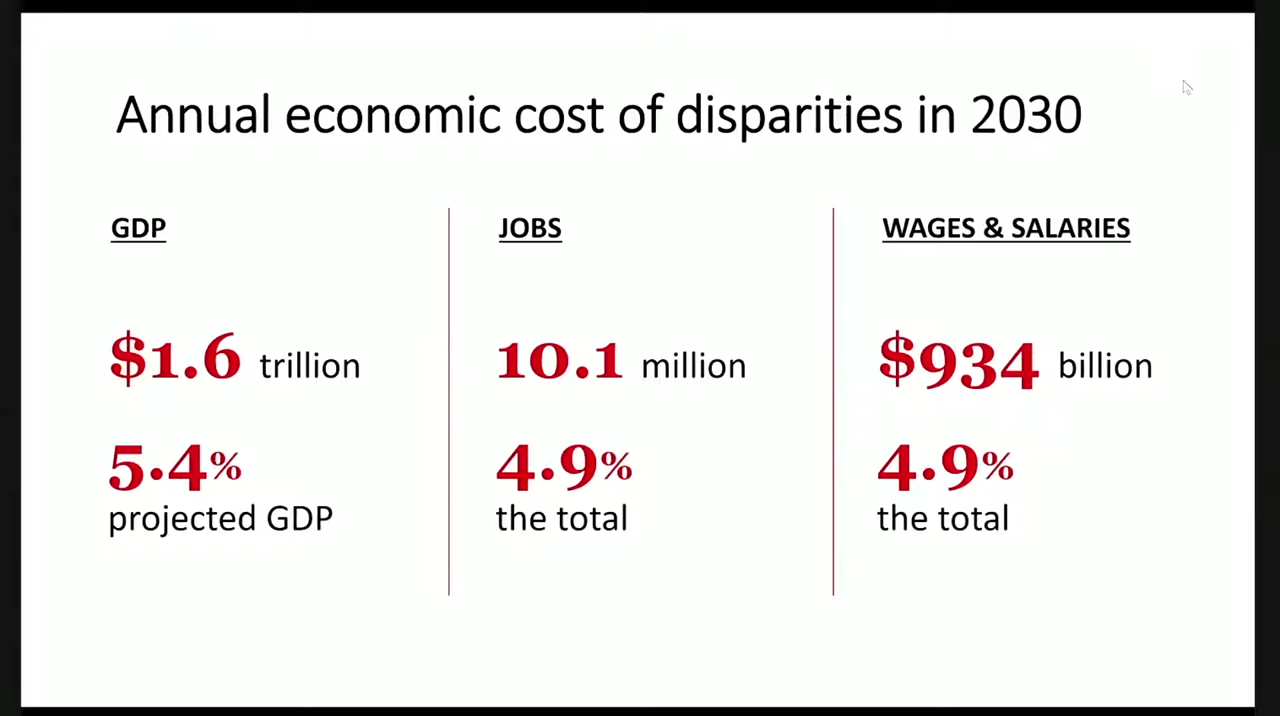 Annual economic cost of disparities in 2030
GDP
$1.6 trillion
5.4%
projected GDP
JOBS
10.1 million
4.9%
the total
WAGES & SALARIES
$934 billion
4.9%
the total